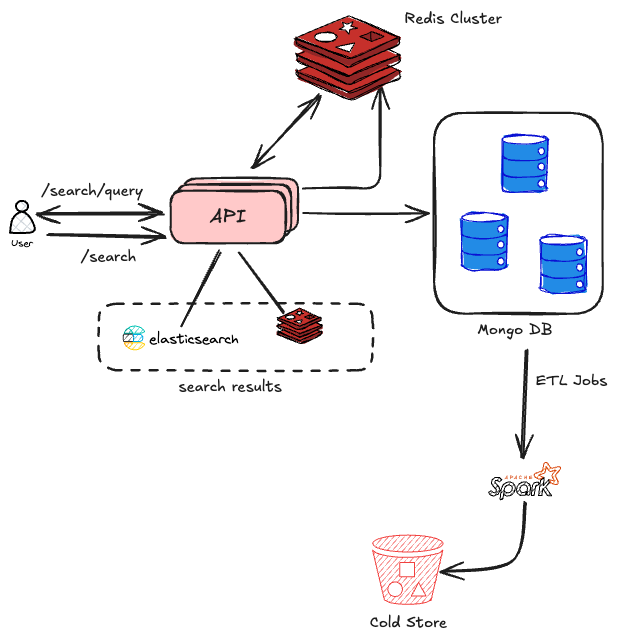 Redis Cluster
/search/query
API
User
/search
elasticsearch
search results
Mongo DB
ETL Jobs
APACHE
Spark
Cold Store